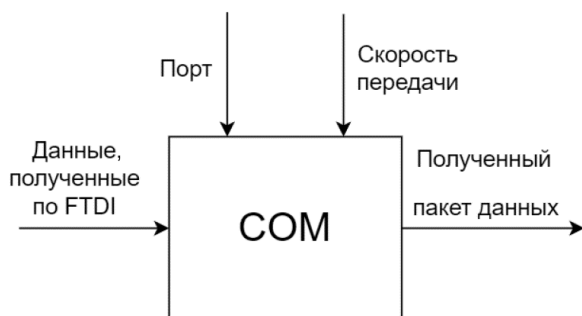 Порт
Скорость
передачи
Данные,
полученные
по FTDI
COM
Полученный
пакет данных